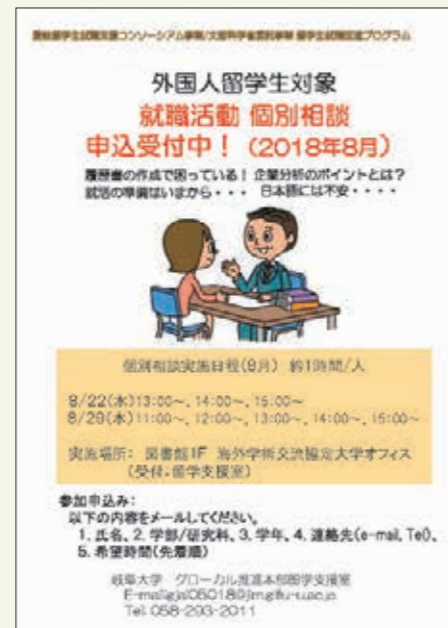 外国人留学生対象
就職活動 個別相談
申込受付中！（2018年8月）
履歴書の作成で困っている！ 企業分析のポイントとは？
就活の準備ないまから・・・ 日本語には不安・・・・
個別相談実施日程(8月) 約1時間/人
8/22(水)13:00～, 14:00～, 15:00～
8/29(水)11:00～, 12:00～, 13:00～, 14:00～, 15:00～
実施場所： 図書館1F 海外学術交流協定大学オフィス
(受付:留学支援室)
参加申込み：
以下の内容をメールしてください。
1. 氏名、2. 学部/研究科、3. 学年、4. 連絡先(e-mail, Tel)、
5. 希望時間(先着順)
岐阜大学 グローカル推進本部留学支援室
Tel: 058-293-2011